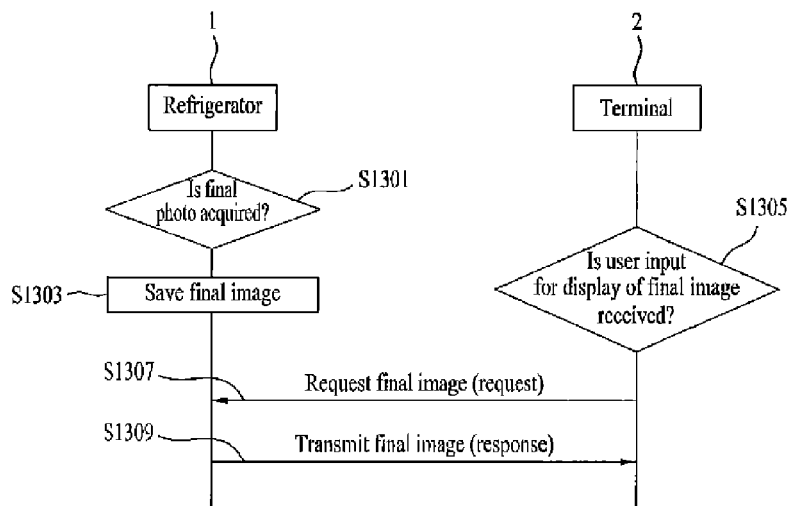 1
2
Refrigerator
Terminal
Is final
photo acquired?
S1301
S1305
Is user input
for display of final image
received?
S1303
Save final image
S1307
Request final image (request)
S1309
Transmit final image (response)